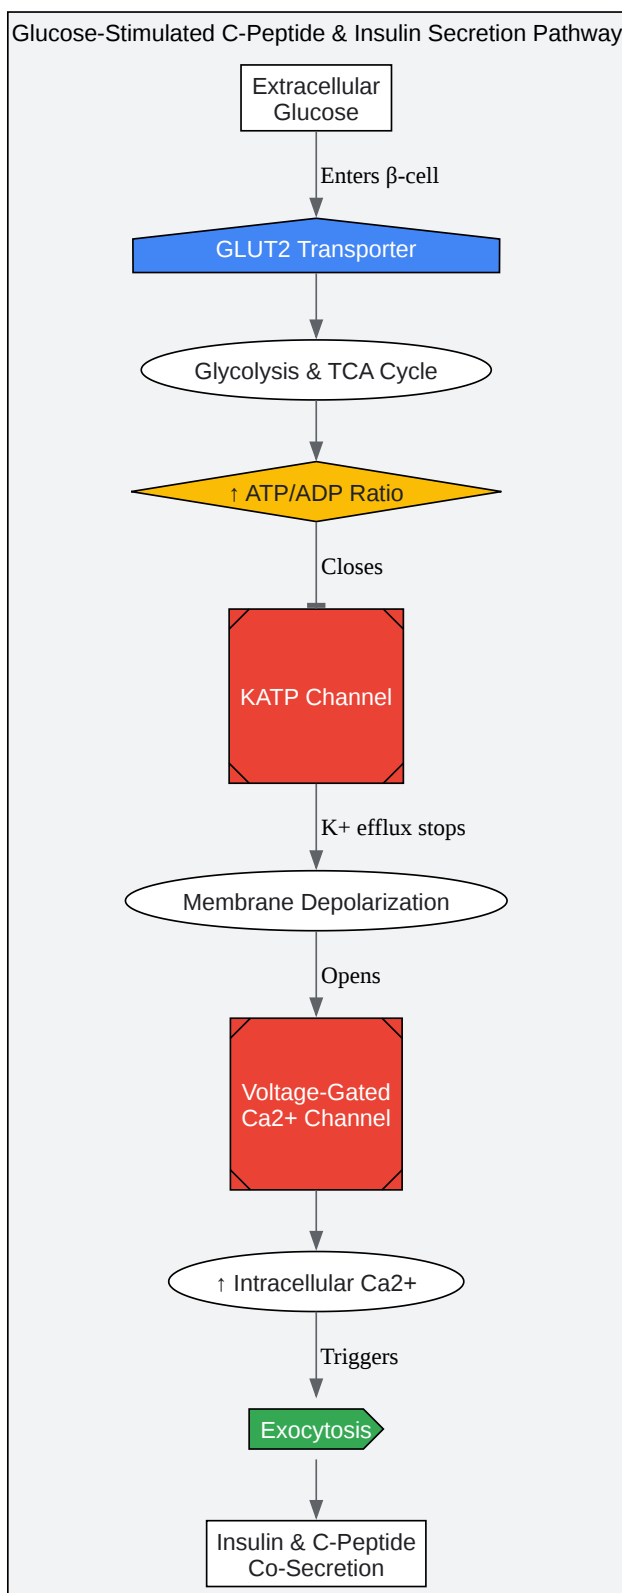 Glucose-Stimulated C-Peptide & Insulin Secretion Pathway
Extracellular
Glucose
Enters β-cell
GLUT2 Transporter
Glycolysis & TCA Cycle
↑ ATP/ADP Ratio
Closes
KATP Channel
K+ efflux stops
Membrane Depolarization
Opens
Voltage-Gated
Ca2+ Channel
↑ Intracellular Ca2+
Triggers
Exocytosis
Insulin & C-Peptide
Co-Secretion